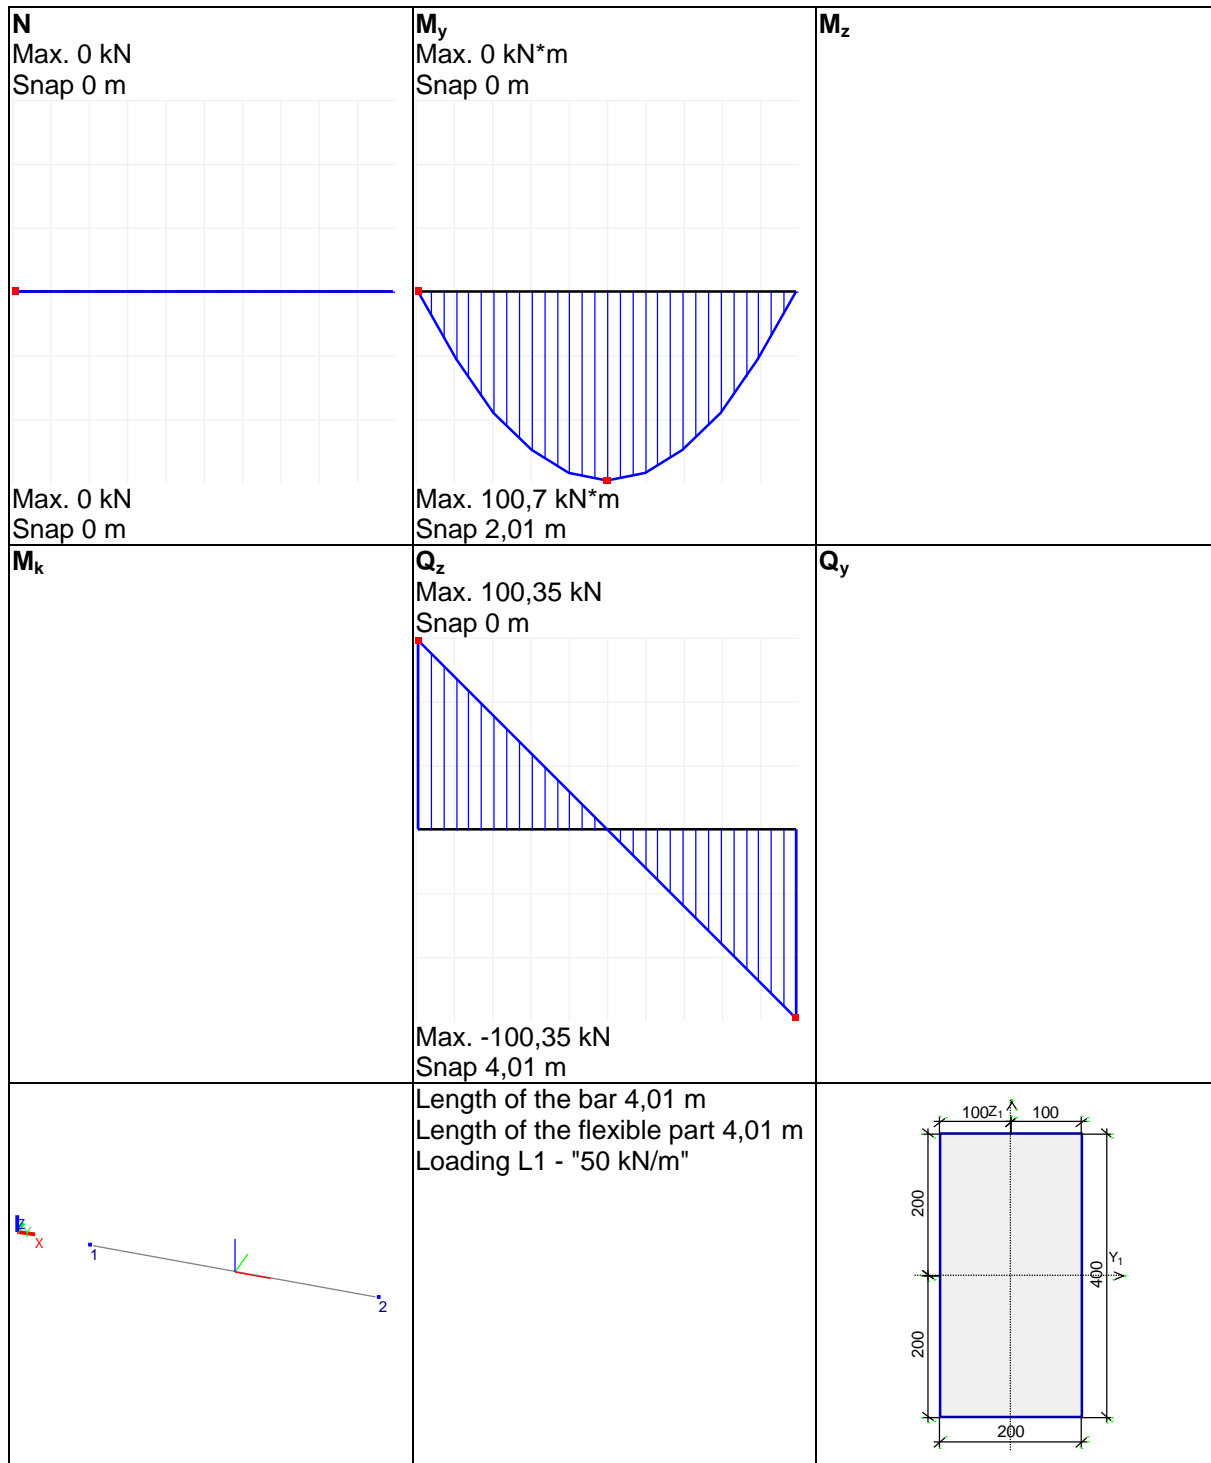 N
Max. 0 kN
Snap 0 m
Max. 0 kN
Snap 0 m
My
Max. 0 kN*m
Snap 0 m
Max. 100,7 kN*m
Snap 2,01 m
Mz
Mk
Qz
Max. 100,35 kN
Snap 0 m
Max. -100,35 kN
Snap 4,01 m
Qy
Z
Y
X
1
2
Length of the bar 4,01 m
Length of the flexible part 4,01 m
Loading L1 - "50 kN/m"
100 Z1 100
200
Y1
400
200
200